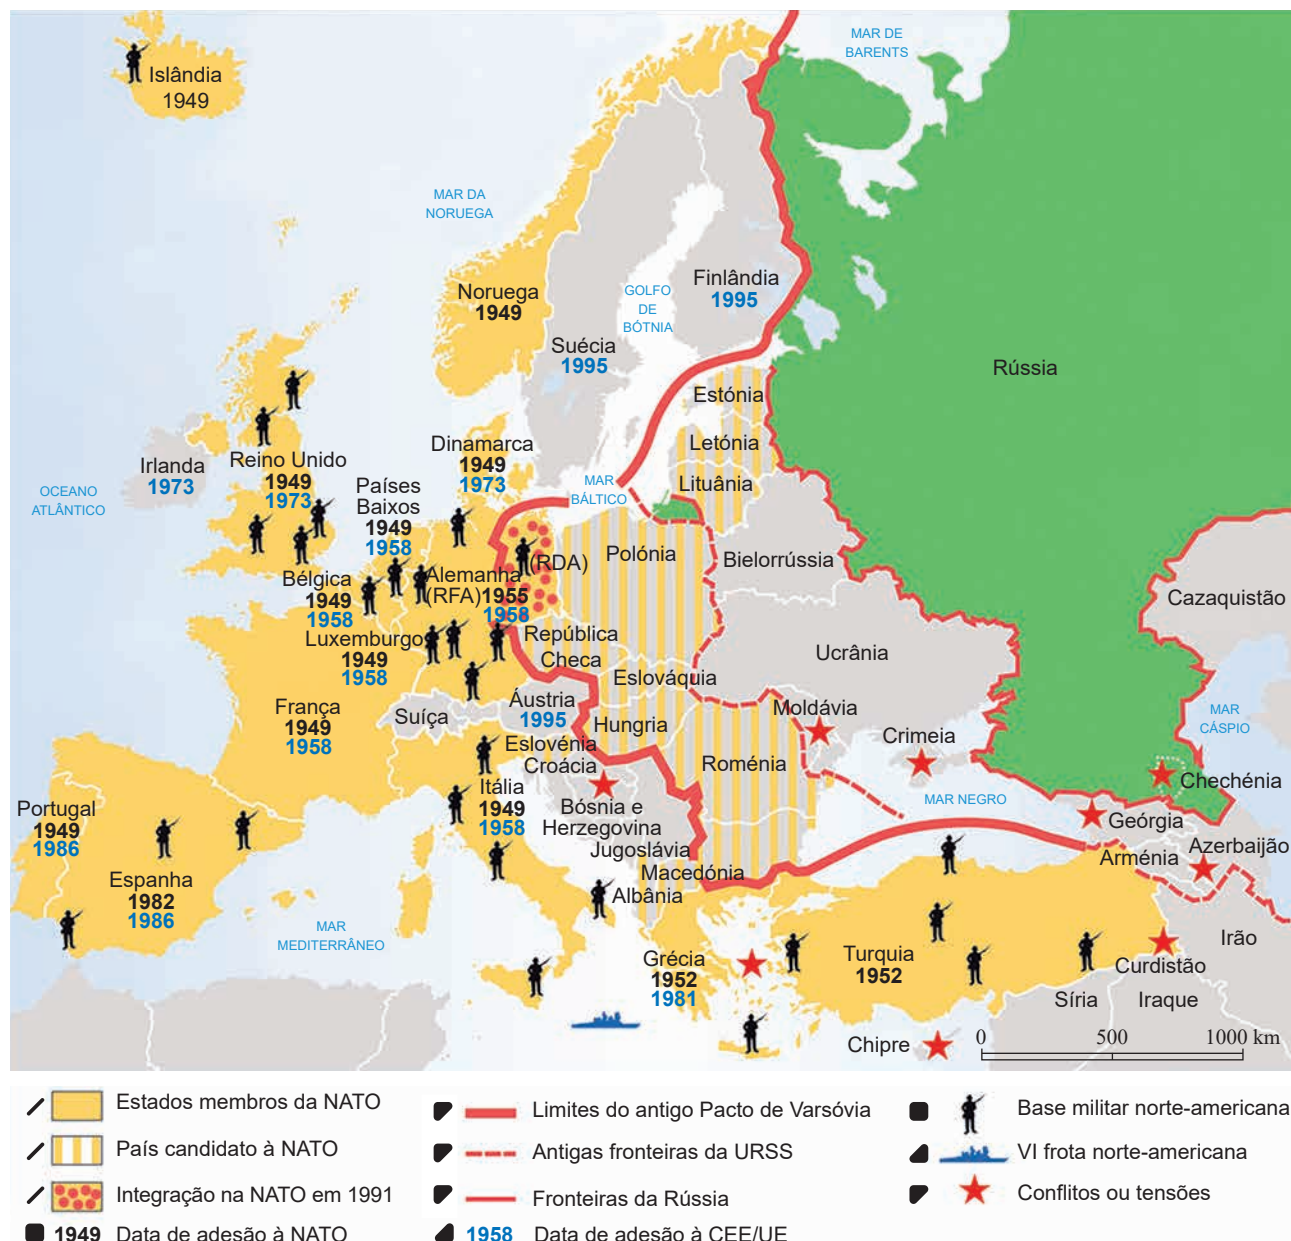 MAR DE
BARENTS
Islândia
1949
MAR DA
NORUEGA
Noruega
1949
GOLFO
DE
BÓTNIA
Finlândia
1995
Suécia
1995
Rússia
Estónia
Letónia
Lituânia
Dinamarca
1949
1973
Irlanda
1973
Reino Unido
1949
1973
Países
Baixos
1949
1958
MAR
BÁLTICO
OCEANO
ATLÂNTICO
Polónia
Bielorrússia
(RDA)
Alemanha
(RFA) 1955
1958
Bélgica
1949
1958
Cazaquistão
Luxemburgo
1949
1958
República
Checa
Ucrânia
Eslováquia
França
1949
1958
Suíça
Áustria
1995
Hungria
Moldávia
Crimeia
MAR
CÁSPIO
Eslovénia
Croácia
Roménia
Chechénia
Itália
1949
1958
Bósnia e
Herzegovina
MAR NEGRO
Geórgia
Portugal
1949
1986
Jugoslávia
Arménia
Azerbaijão
Macedónia
Albânia
Espanha
1982
1986
MAR
MEDITERRÂNEO
Grécia
1952
1981
Turquia
1952
Irão
Curdistão
Síria
Iraque
Chipre
0 500 1000 km
Estados membros da NATO
País candidato à NATO
Integração na NATO em 1991
1949 Data de adesão à NATO
Limites do antigo Pacto de Varsóvia
Antigas fronteiras da URSS
Fronteiras da Rússia
1958 Data de adesão à CEE/UE
Base militar norte-americana
VI frota norte-americana
Conflitos ou tensões